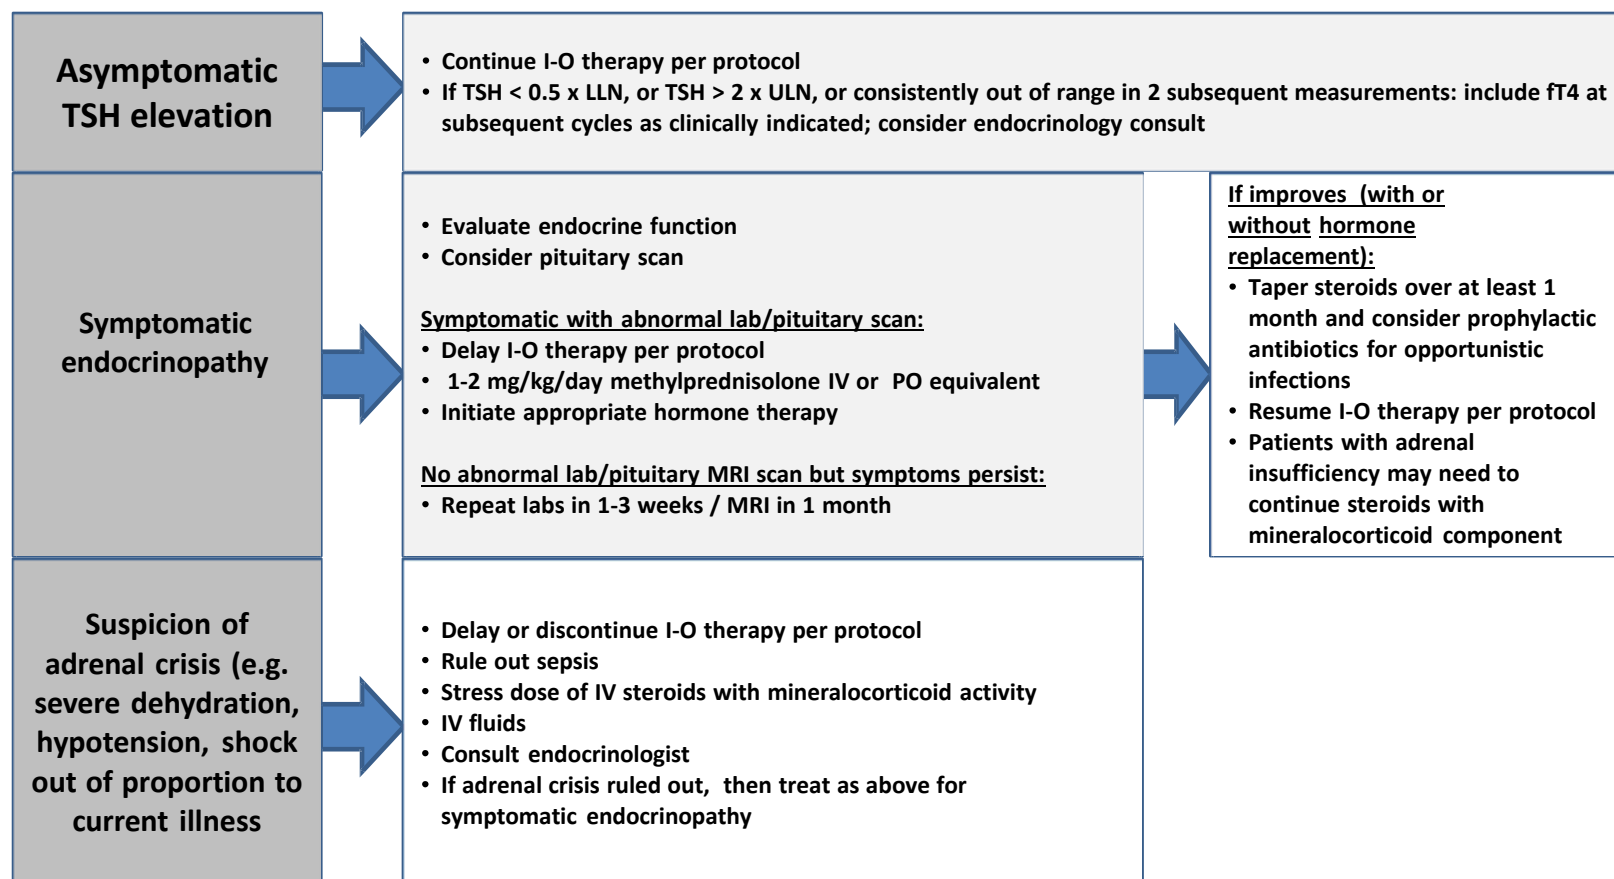 Asymptomatic
TSH elevation
• Continue I-O therapy per protocol
• If TSH < 0.5 x LLN, or TSH > 2 x ULN, or consistently out of range in 2 subsequent measurements: include fT4 at
subsequent cycles as clinically indicated; consider endocrinology consult
Symptomatic
endocrinopathy
• Evaluate endocrine function
• Consider pituitary scan
Symptomatic with abnormal lab/pituitary scan:
• Delay I-O therapy per protocol
• 1-2 mg/kg/day methylprednisolone IV or PO equivalent
• Initiate appropriate hormone therapy
No abnormal lab/pituitary MRI scan but symptoms persist:
• Repeat labs in 1-3 weeks / MRI in 1 month
If improves (with or
without hormone
replacement):
• Taper steroids over at least 1
month and consider prophylactic
antibiotics for opportunistic
infections
• Resume I-O therapy per protocol
• Patients with adrenal
insufficiency may need to
continue steroids with
mineralocorticoid component
Suspicion of
adrenal crisis (e.g.
severe dehydration,
hypotension, shock
out of proportion to
current illness
• Delay or discontinue I-O therapy per protocol
• Rule out sepsis
• Stress dose of IV steroids with mineralocorticoid activity
• IV fluids
• Consult endocrinologist
• If adrenal crisis ruled out, then treat as above for
symptomatic endocrinopathy